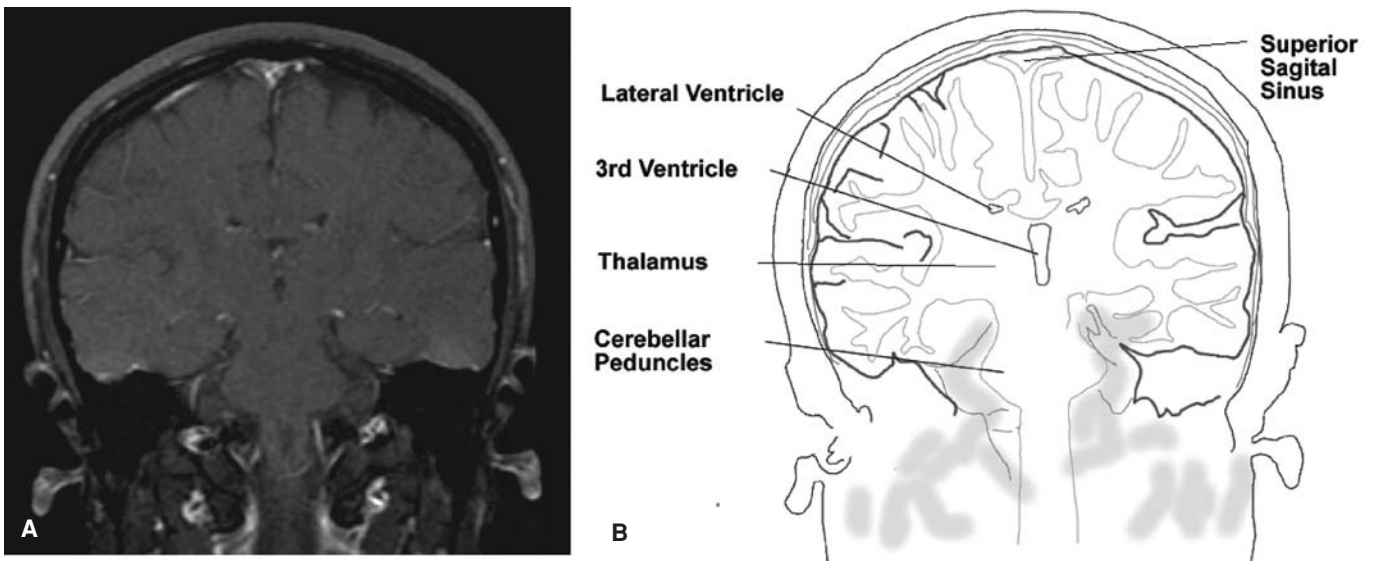 Superior
Sagital
Sinus
Lateral Ventricle
3rd Ventricle
Thalamus
Cerebellar
Peduncles
A
B